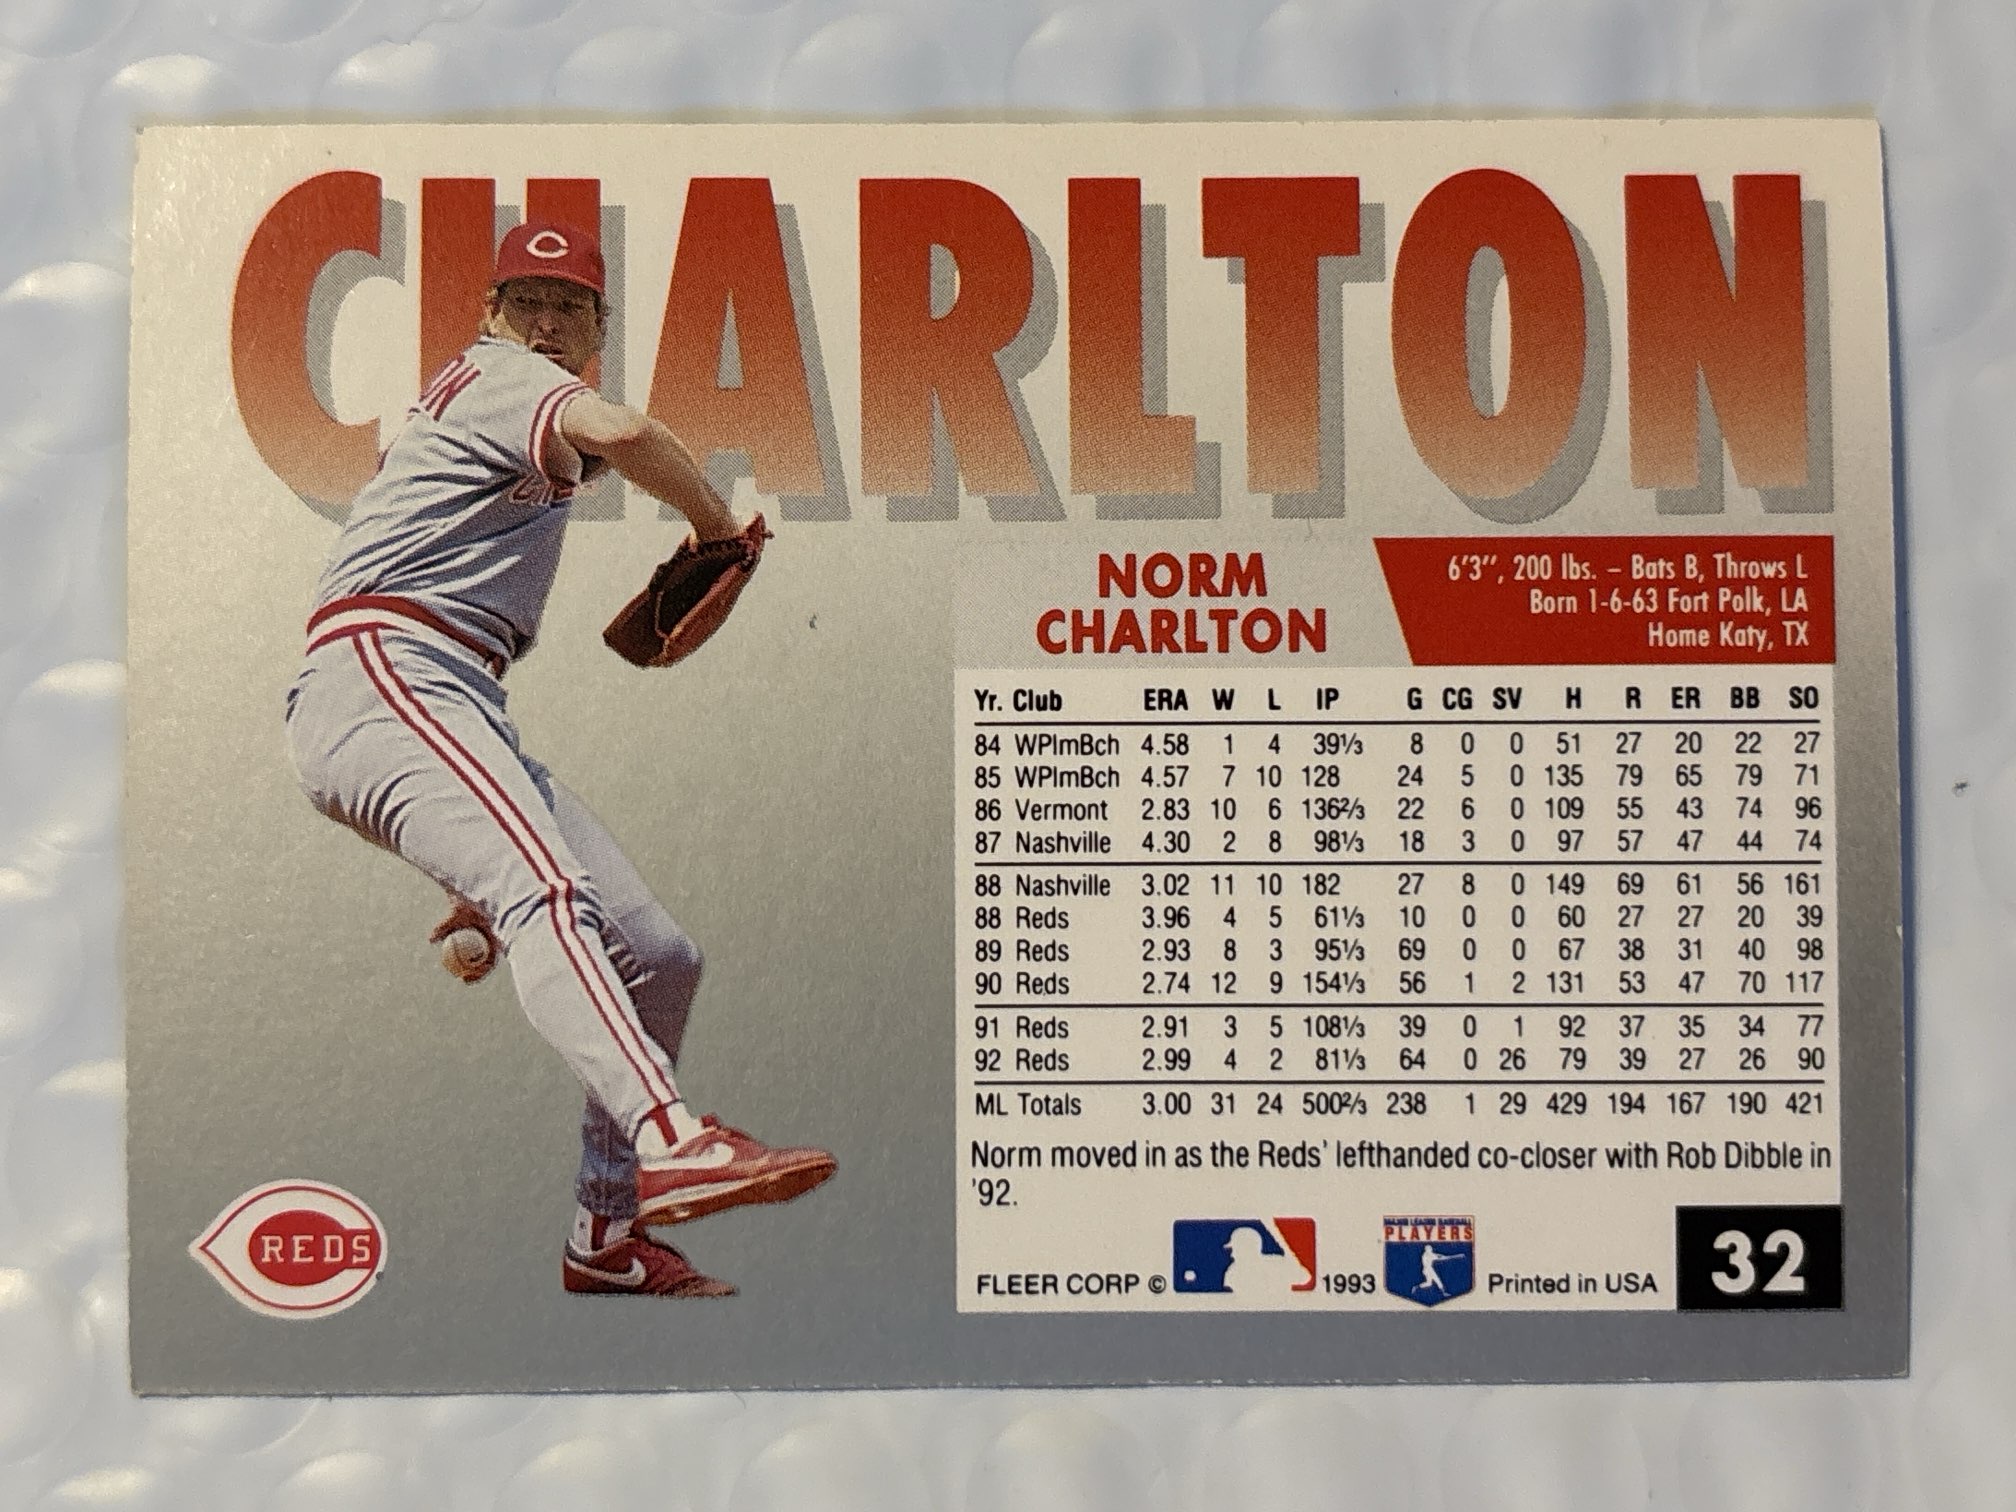 CHARLTON
NORM
CHARLTON
6'3", 200 lbs. – Bats B, Throws L
Born 1-6-63 Fort Polk, LA
Home Katy, TX
Yr. Club ERA W L IP G CG SV H R ER BB SO
84 WPlmBch 4.58 1 4 39⅓ 8 0 0 51 27 20 22 27
85 WPlmBch 4.57 7 10 128 24 5 0 135 79 65 79 71
86 Vermont 2.83 10 6 136⅔ 22 6 0 109 55 43 74 96
87 Nashville 4.30 2 8 98⅓ 18 3 0 97 57 47 44 74
88 Nashville 3.02 11 10 182 27 8 0 149 69 61 56 161
88 Reds 3.96 4 5 61⅓ 10 0 0 60 27 27 20 39
89 Reds 2.93 8 3 95⅓ 69 0 0 67 38 31 40 98
90 Reds 2.74 12 9 154⅓ 56 1 2 131 53 47 70 117
91 Reds 2.91 3 5 108⅓ 39 0 1 92 37 35 34 77
92 Reds 2.99 4 2 81⅓ 64 0 26 79 39 27 26 90
ML Totals 3.00 31 24 500⅔ 238 1 29 429 194 167 190 421
Norm moved in as the Reds' lefthanded co-closer with Rob Dibble in
'92.
REDS
MAJOR LEAGUE BASEBALL
PLAYERS
FLEER CORP © 1993 Printed in USA
32